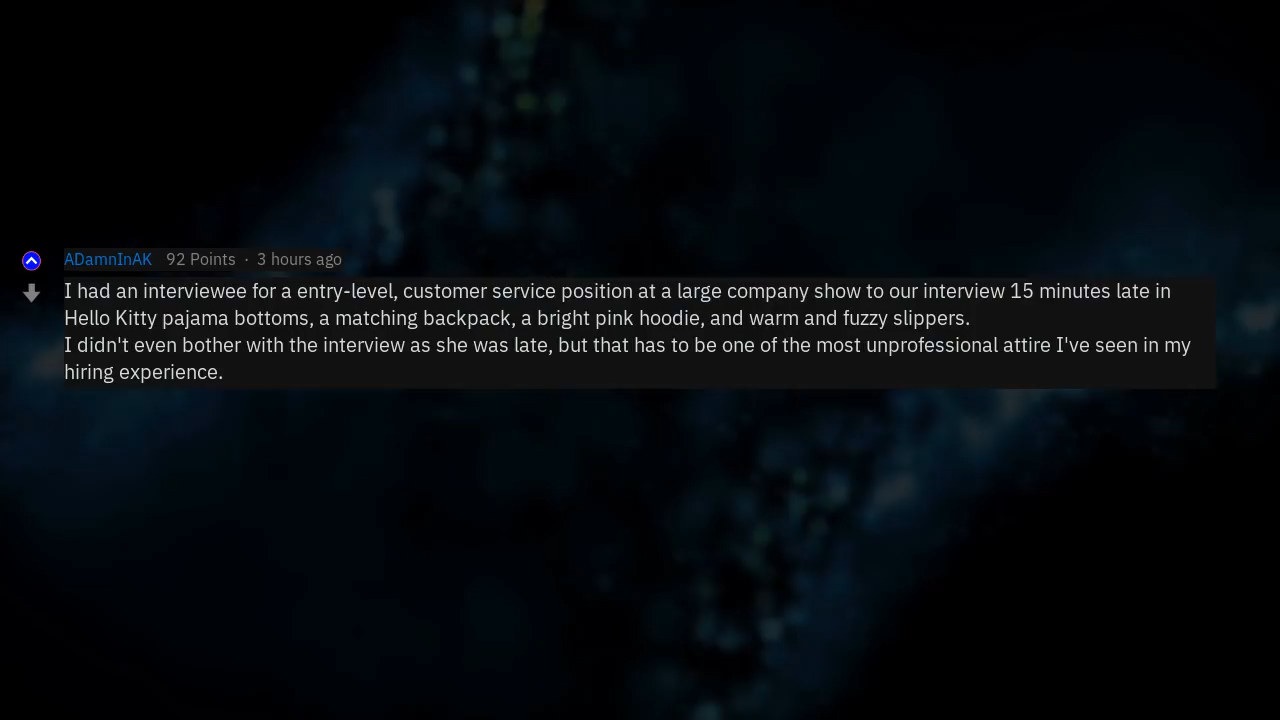 ADamnInAK 92 Points · 3 hours ago
I had an interviewee for a entry-level, customer service position at a large company show to our interview 15 minutes late in
Hello Kitty pajama bottoms, a matching backpack, a bright pink hoodie, and warm and fuzzy slippers.
I didn't even bother with the interview as she was late, but that has to be one of the most unprofessional attire I've seen in my
hiring experience.